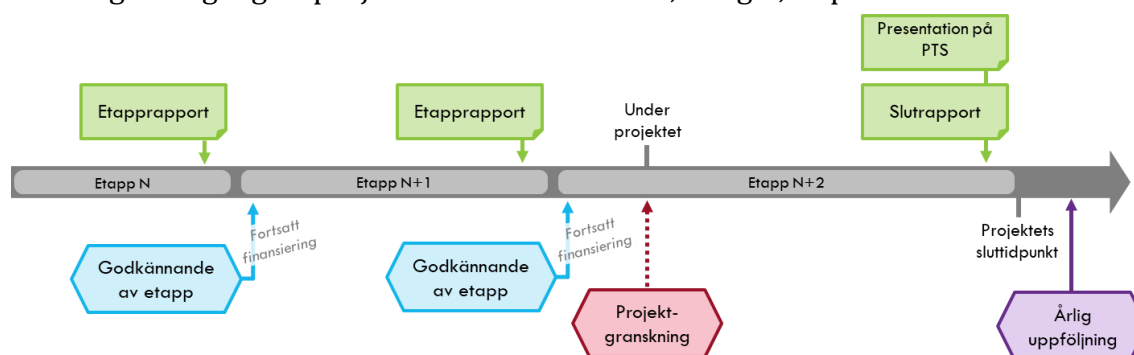 Presentation på
PTS
Etapprapport
Etapprapport
Under
projektet
Slutrapport
Etapp N
Etapp N+1
Etapp N+2
Fortsatt
finansiering
Fortsatt
finansiering
Projektets
sluttidpunkt
Godkännande
av etapp
Godkännande
av etapp
Projekt-
granskning
Årlig
uppföljning